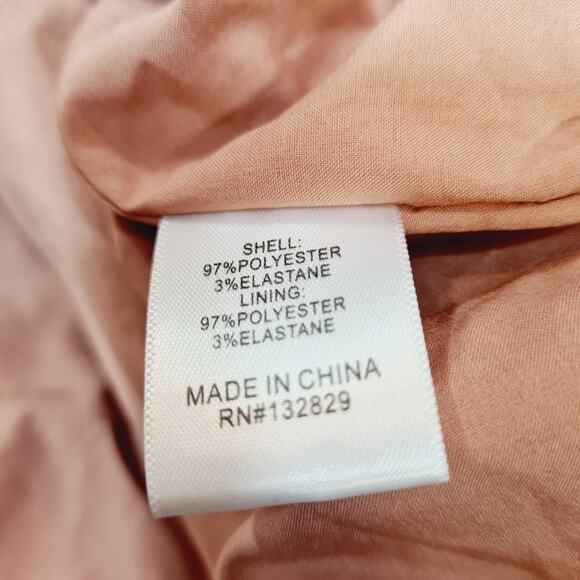 SHELL:
97%POLYESTER
3%ELASTANE
LINING:
97%POLYESTER
3%ELASTANE
MADE IN CHINA
RN#132829